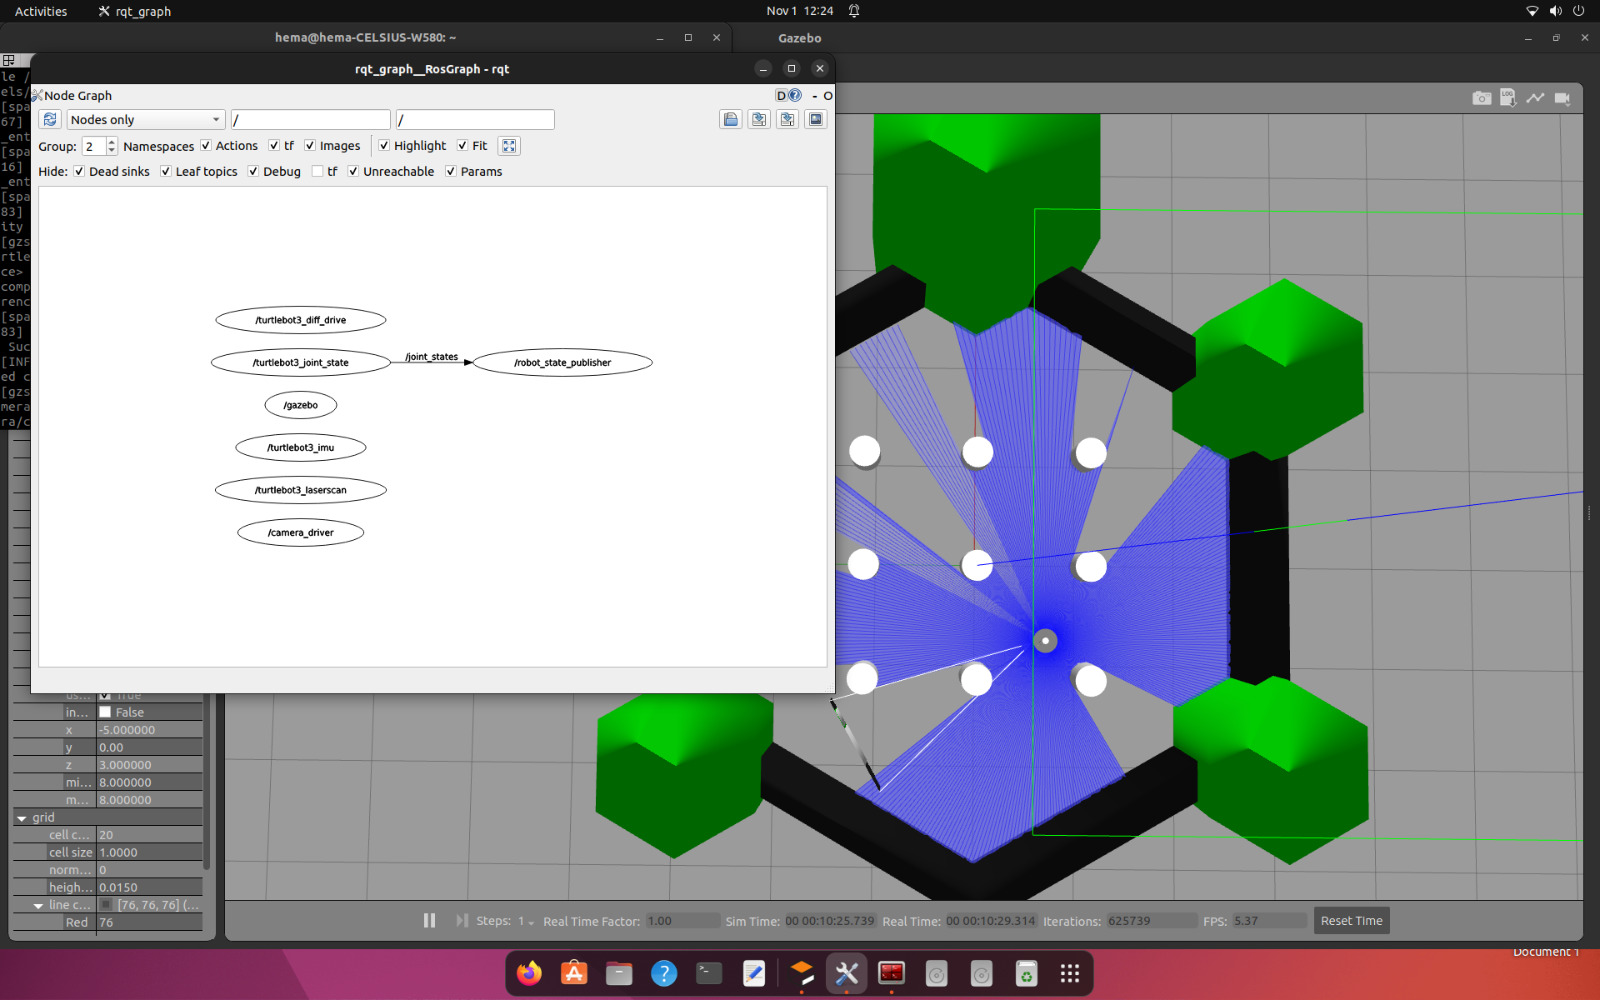 Activities
rqt_graph
Nov 1 12:24
hema@hema-CELSIUS-W580: ~
Gazebo
rqt_graph__RosGraph - rqt
Node Graph
D
- O
Nodes only
/
/
Group: 2 Namespaces Actions tf Images Highlight Fit
Hide: Dead sinks Leaf topics Debug tf Unreachable Params
/turtlebot3_diff_drive
/turtlebot3_joint_state
/joint_states
/robot_state_publisher
/gazebo
/turtlebot3_imu
/turtlebot3_laserscan
/camera_driver
le /
els/
[spa
67]
_ent
[spa
16]
_ent
[spa
83]
ity
[gzs
rtle
ce>
comp
renc
[spa
83]
Suc
[INF
ed c
[gzs
mera
ra/c
LOG
us... True
in... False
x -5.000000
y 0.00
z 3.000000
mi... 8.000000
m... 8.000000
grid
cell c... 20
cell size 1.0000
norm... 0
heigh... 0.0150
line c... [76, 76, 76] (...
Red 76
Steps: 1 Real Time Factor: 1.00 Sim Time: 00 00:10:25.739 Real Time: 00 00:10:29.314 Iterations: 625739 FPS: 5.37 Reset Time
Document 1